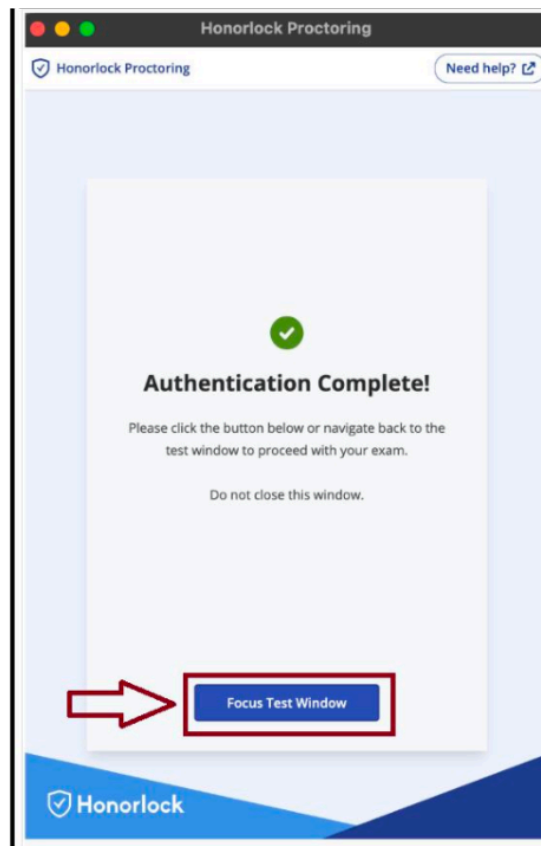 Honorlock Proctoring
Honorlock Proctoring
Need help?
Authentication Complete!
Please click the button below or navigate back to the
test window to proceed with your exam.
Do not close this window.
Focus Test Window
Honorlock